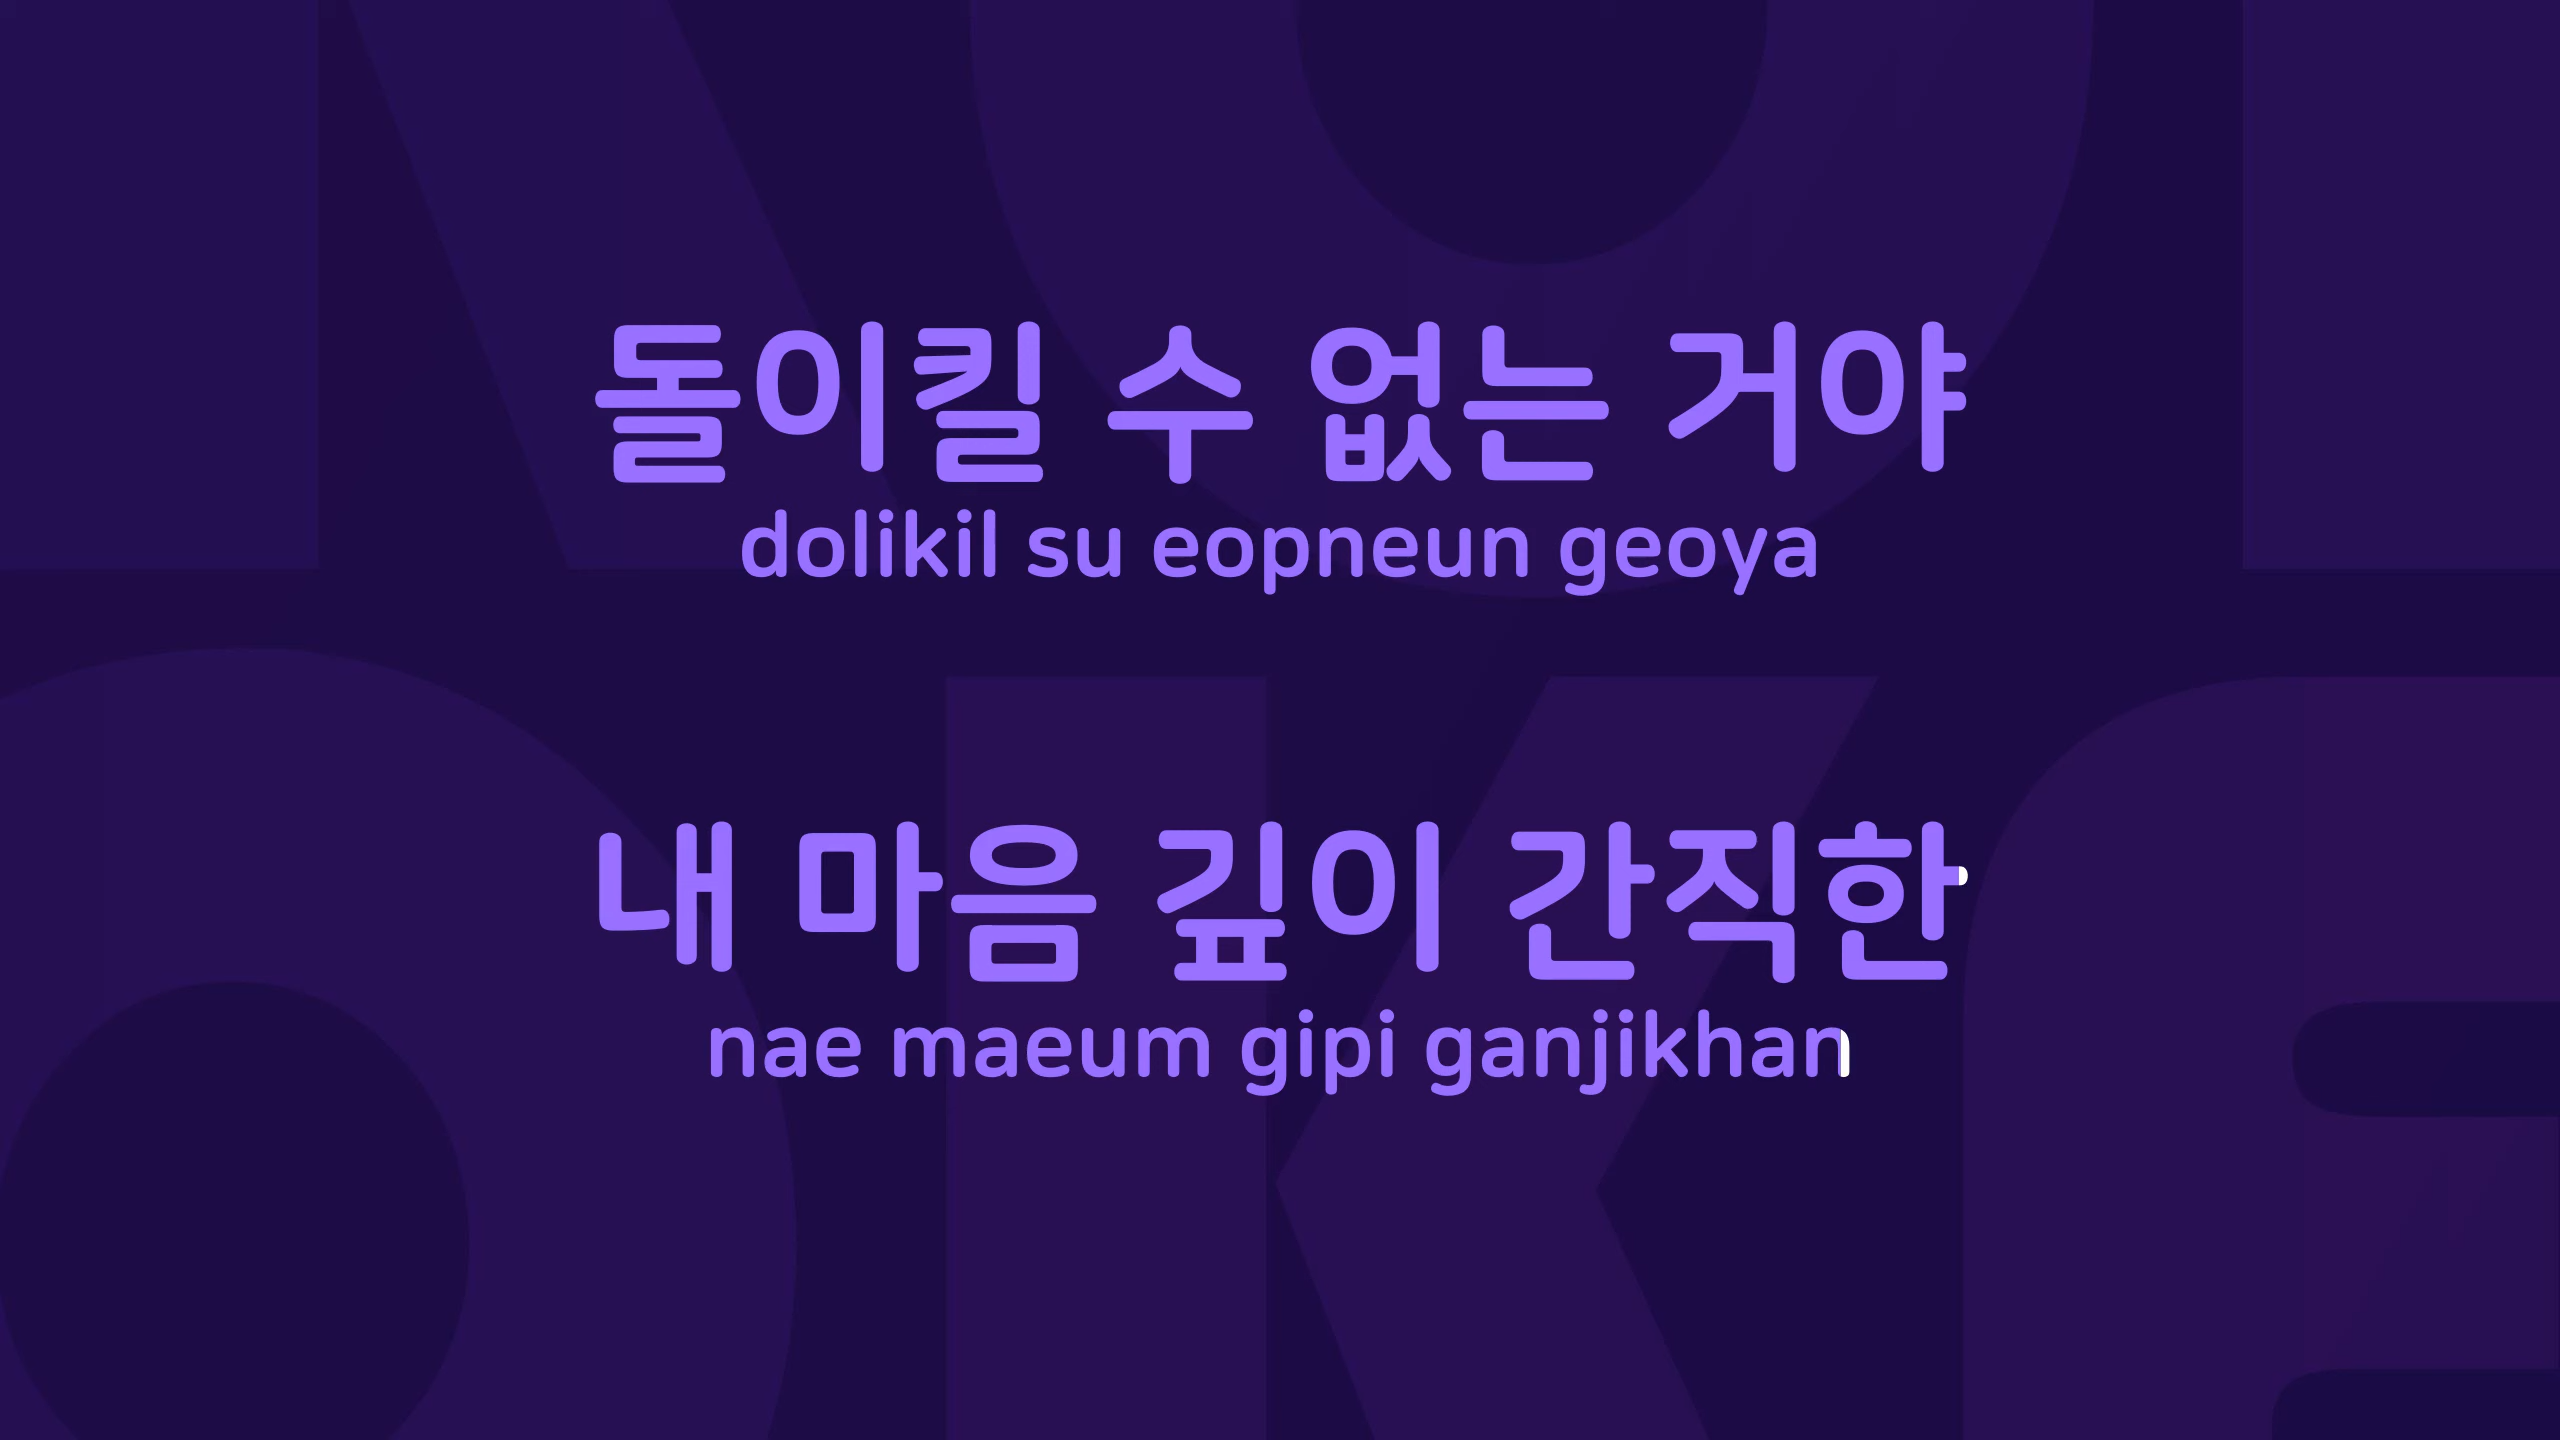 돌이킬 수 없는 거야
dolikil su eopneun geoya
내 마음 깊이 간직한
nae maeum gipi ganjikhan